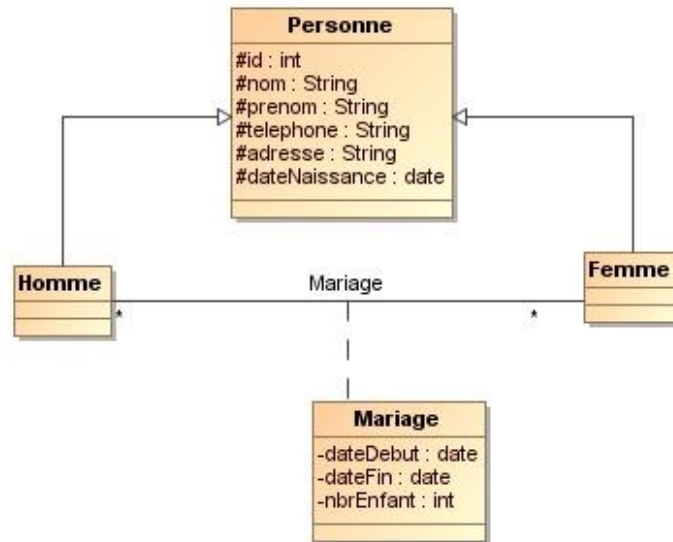 Personne
#id : int
#nom : String
#prenom : String
#telephone : String
#adresse : String
#dateNaissance : date
Homme
Mariage
Femme
*
*
Mariage
-dateDebut : date
-dateFin : date
-nbrEnfant : int